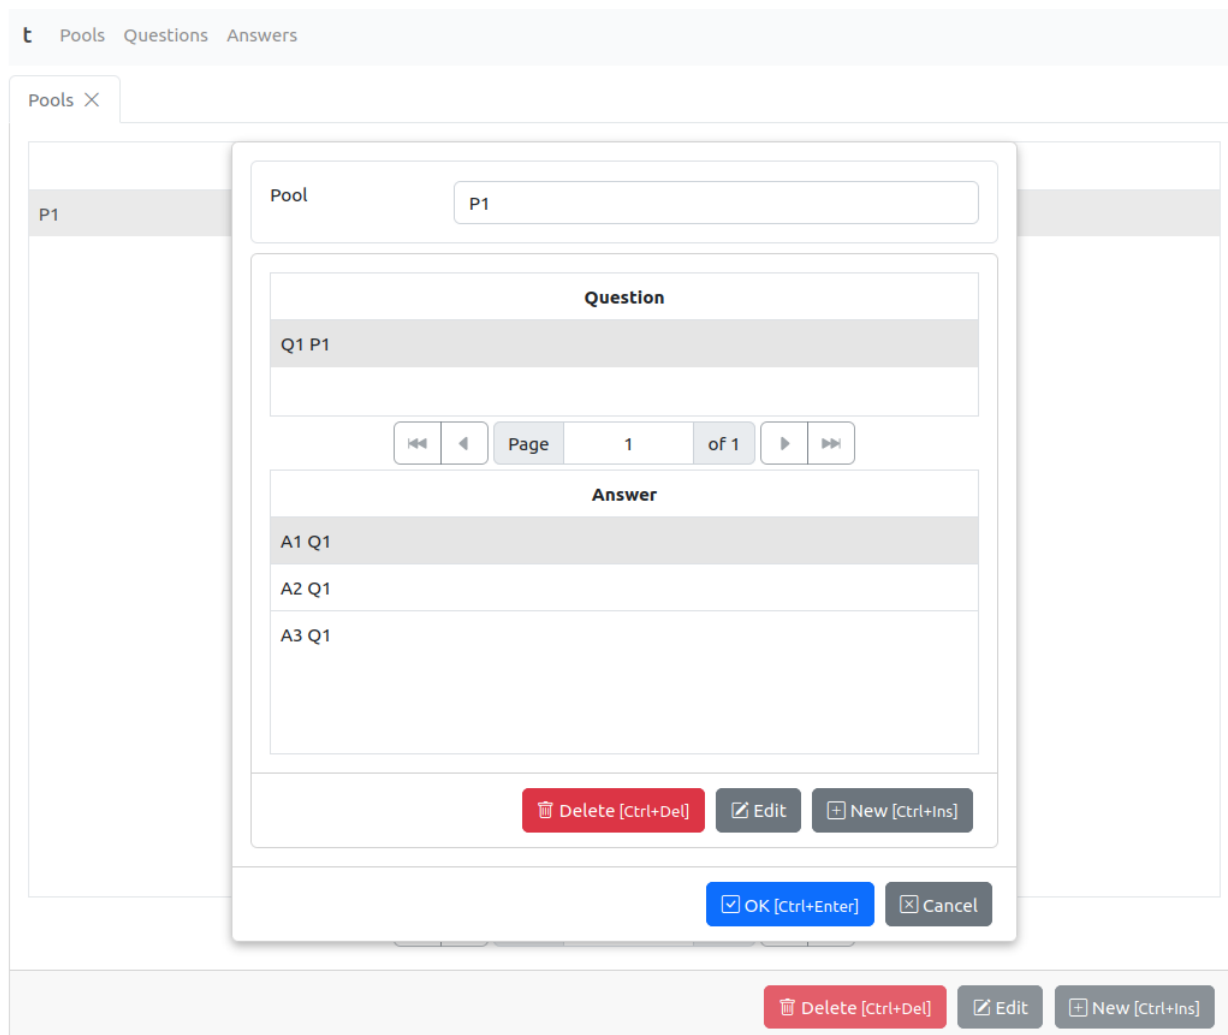 t Pools Questions Answers
Pools
P1
Pool P1
Question
Q1 P1
Page 1 of 1
Answer
A1 Q1
A2 Q1
A3 Q1
Delete [Ctrl+Del] Edit New [Ctrl+Ins]
OK [Ctrl+Enter] Cancel
Delete [Ctrl+Del] Edit New [Ctrl+Ins]